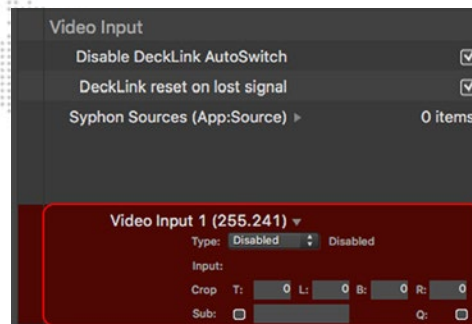 Video Input
Disable DeckLink AutoSwitch
DeckLink reset on lost signal
Syphon Sources (App:Source) 0 items
Video Input 1 (255.241)
Type: Disabled Disabled
Input:
Crop T: 0 L: 0 B: 0 R: 0
Sub: Q: